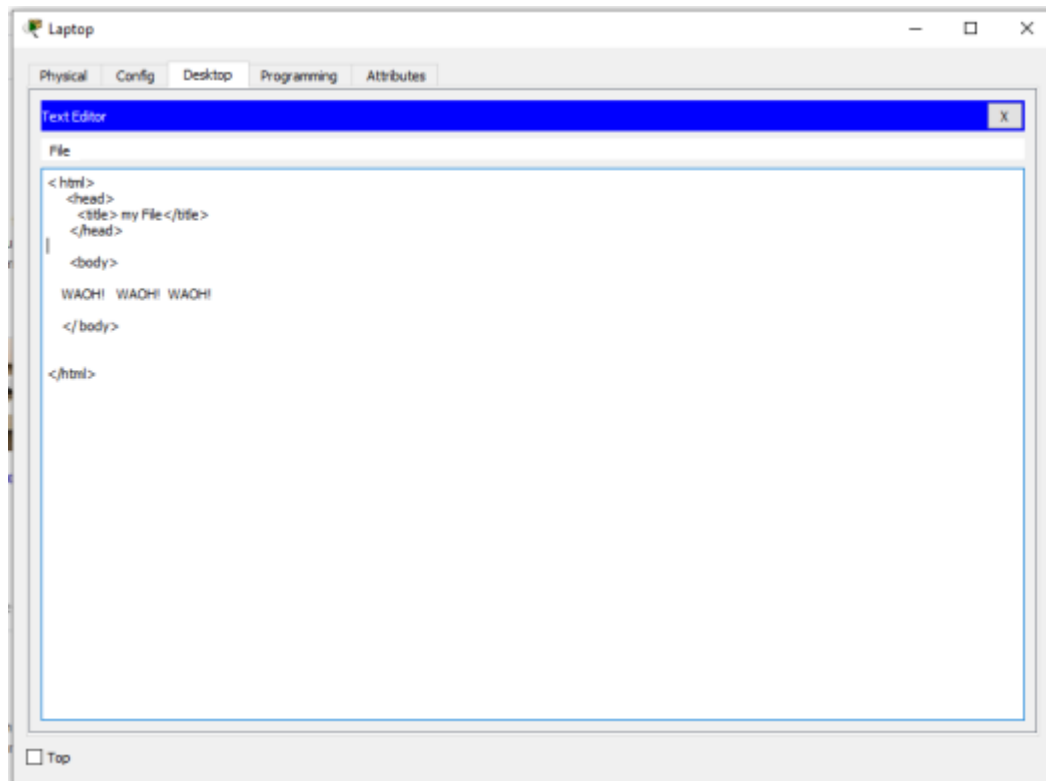 Laptop
Physical Config Desktop Programming Attributes
Text Editor X
File
< html>
<head>
<title> my File</title>
</head>
<body>
WAOH! WAOH! WAOH!
</ body>
</html>
Top